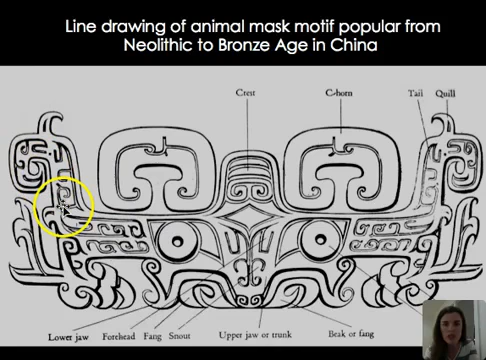 Line drawing of animal mask motif popular from
Neolithic to Bronze Age in China
Crest C-horn Tail Quill
Lower jaw Forehead Fang Snout Upper jaw or trunk Beak or fang